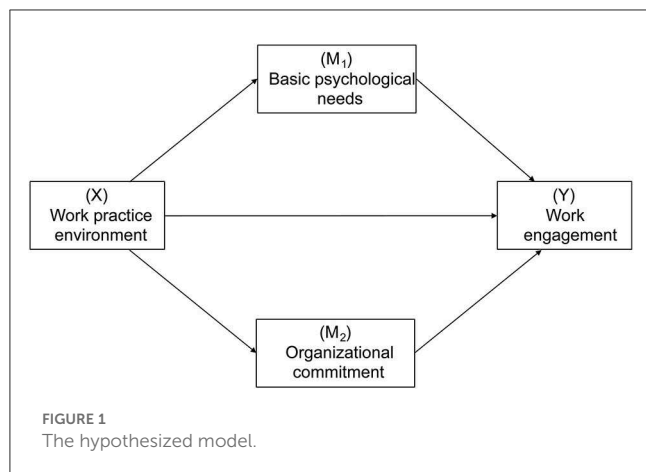 (M₁)
Basic psychological
needs
(X)
Work practice
environment
(Y)
Work
engagement
(M₂)
Organizational
commitment
FIGURE 1
The hypothesized model.